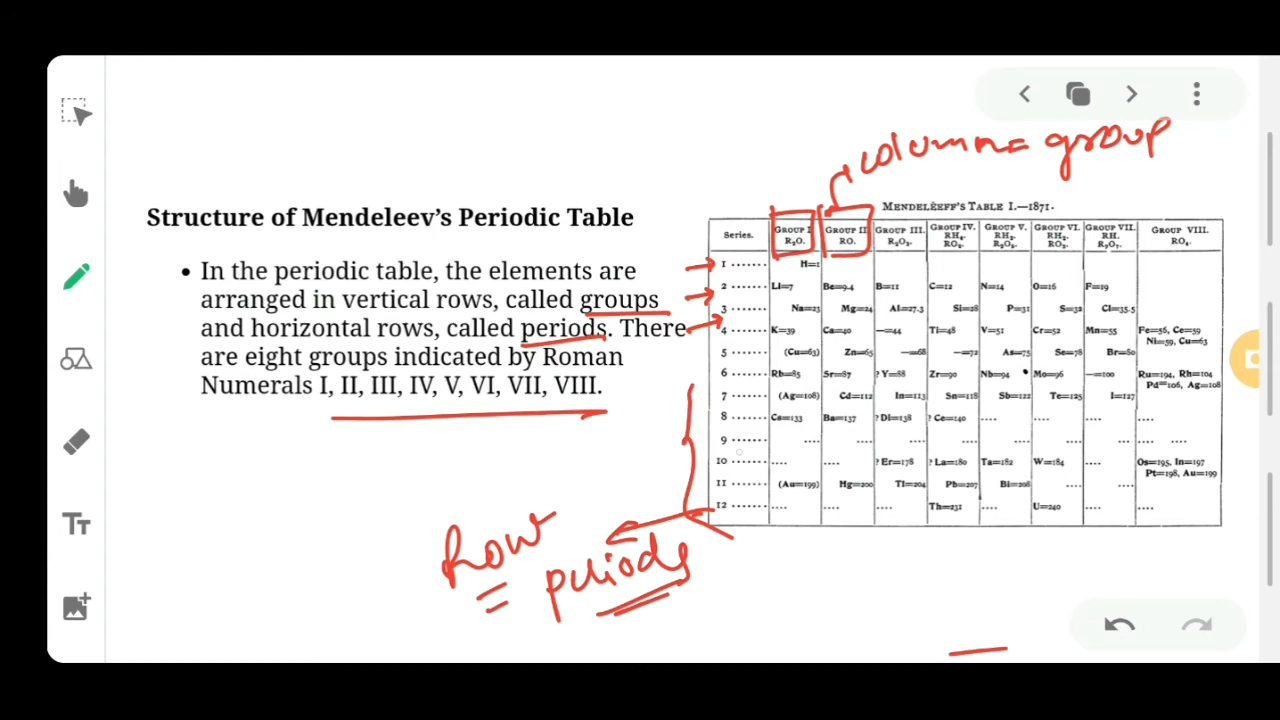 column= group
MENDELÈEFF'S TABLE I.—1871.
Structure of Mendeleev's Periodic Table
Series. GROUP I. R₂O. GROUP II. RO. GROUP III. R₂O₃. GROUP IV. RH₄. RO₂. GROUP V. RH₃. R₂O₅. GROUP VI. RH₂. RO₃. GROUP VII. RH. R₂O₇. GROUP VIII. RO₄.
• In the periodic table, the elements are
arranged in vertical rows, called groups
and horizontal rows, called periods. There
are eight groups indicated by Roman
Numerals I, II, III, IV, V, VI, VII, VIII.
1 ....... H=1
2 ....... Li=7 Be=9.4 B=11 C=12 N=14 O=16 F=19
3 ....... Na=23 Mg=24 Al=27.3 Si=28 P=31 S=32 Cl=35.5
4 ....... K=39 Ca=40 —=44 Ti=48 V=51 Cr=52 Mn=55 Fe=56, Ce=59
Ni=59, Cu=63
5 ....... (Cu=63) Zn=65 —=68 —=72 As=75 Se=78 Br=80
6 ....... Rb=85 Sr=87 ? Y=88 Zr=90 Nb=94 Mo=96 —=100 Ru=194, Rh=104
Pd=106, Ag=108
7 ....... (Ag=108) Cd=112 In=113 Sn=118 Sb=122 Te=125 I=127
8 ....... Cs=133 Ba=137 ? Di=138 ? Ce=140 .... .... .... ....
9 ....... .... .... .... .... .... .... .... .... ....
10 ....... .... .... ? Er=178 ? La=180 Ta=182 W=184 .... Os=195, In=197
Pt=198, Au=199
11 ....... (Au=199) Hg=200 Tl=204 Pb=207 Bi=208 .... ....
12 ....... .... .... .... Th=231 .... U=240 .... ....
Row
periods
Tт